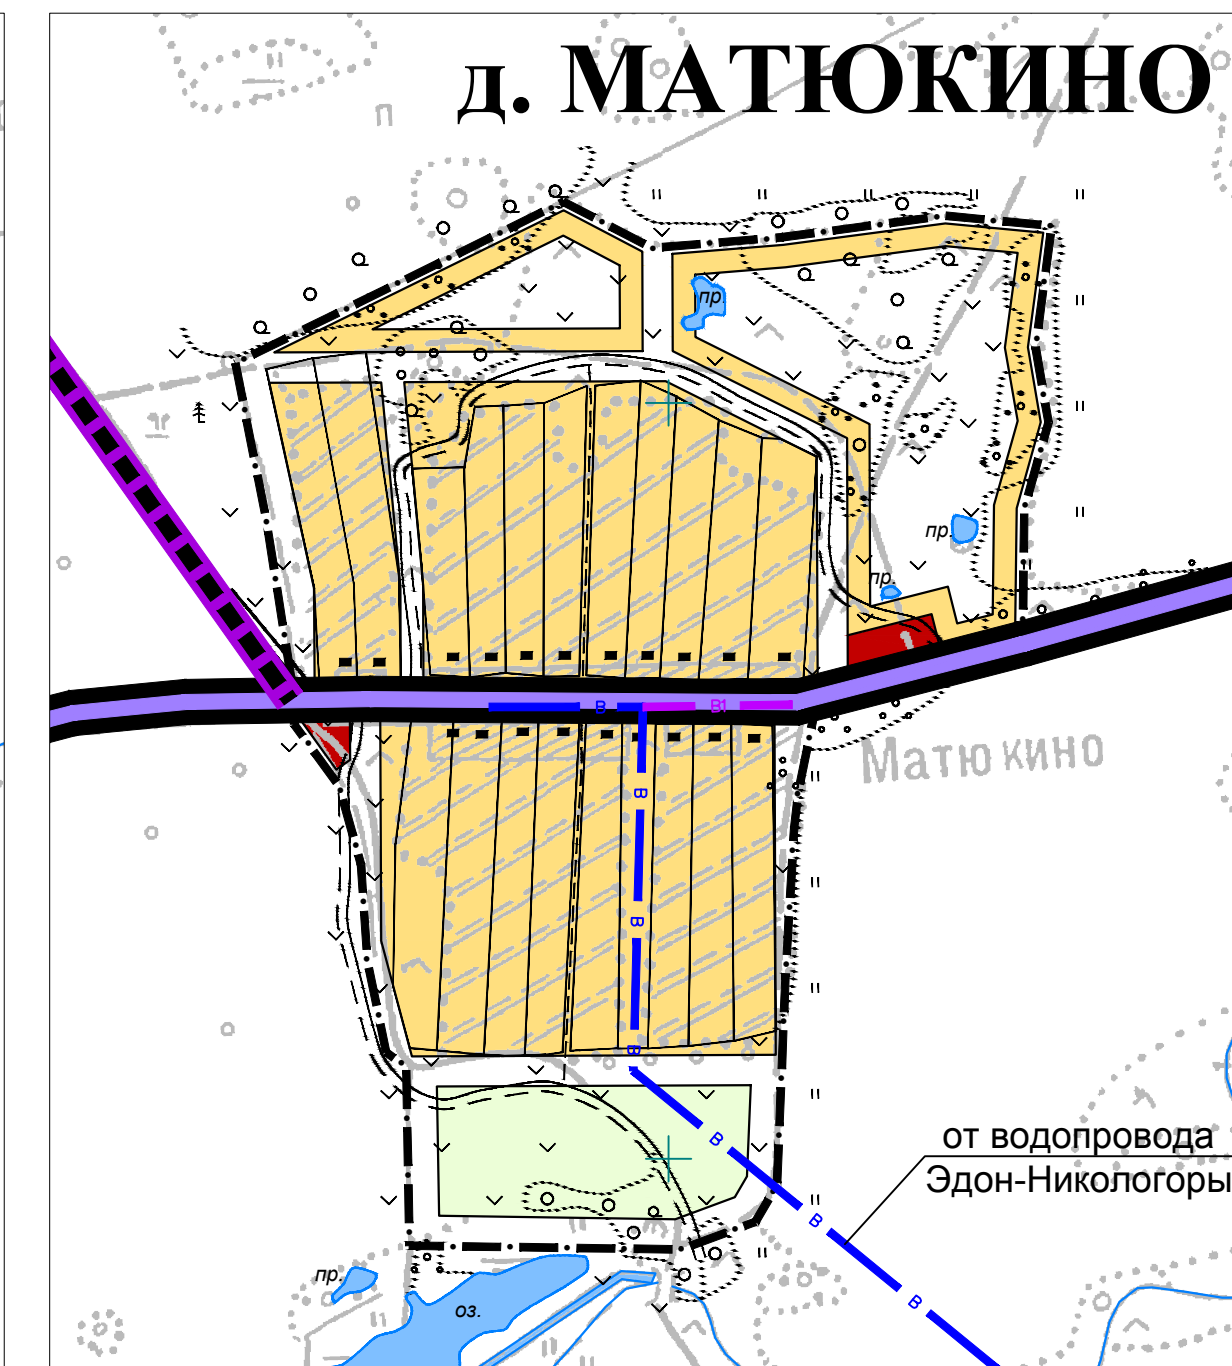 д. МАТЮКИНО
пр.
пр.
пр.
В
В1
Матюкино
В
В
В
В
от водопровода
Эдон-Никологоры
В
пр.
оз.
В